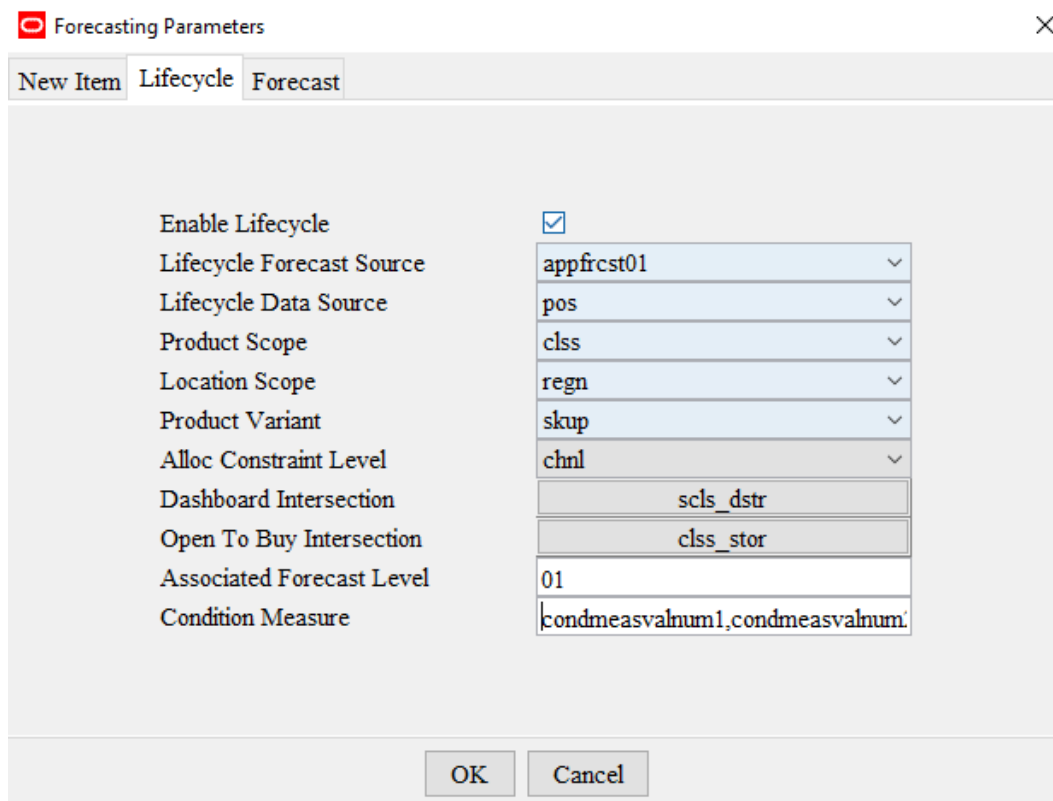 Forecasting Parameters
New Item Lifecycle Forecast
Enable Lifecycle
Lifecycle Forecast Source appfrcst01
Lifecycle Data Source pos
Product Scope clss
Location Scope regn
Product Variant skup
Alloc Constraint Level chnl
Dashboard Intersection scls_dstr
Open To Buy Intersection clss_stor
Associated Forecast Level 01
Condition Measure condmeasvalnum1,condmeasvalnum
OK Cancel